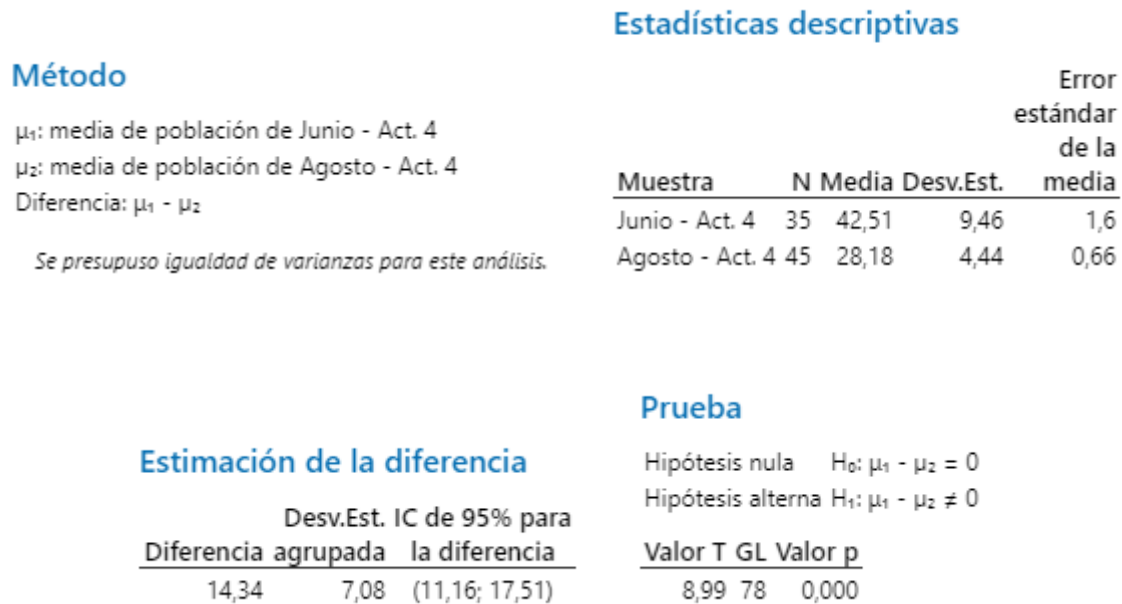 Método
μ₁: media de población de Junio - Act. 4
μ₂: media de población de Agosto - Act. 4
Diferencia: μ₁ - μ₂
Se presupuso igualdad de varianzas para este análisis.
Estadísticas descriptivas
Error
estándar
de la
Muestra N Media Desv.Est. media
Junio - Act. 4 35 42,51 9,46 1,6
Agosto - Act. 4 45 28,18 4,44 0,66
Estimación de la diferencia
Desv.Est. IC de 95% para
Diferencia agrupada la diferencia
14,34 7,08 (11,16; 17,51)
Prueba
Hipótesis nula H₀: μ₁ - μ₂ = 0
Hipótesis alterna H₁: μ₁ - μ₂ ≠ 0
Valor T GL Valor p
8,99 78 0,000